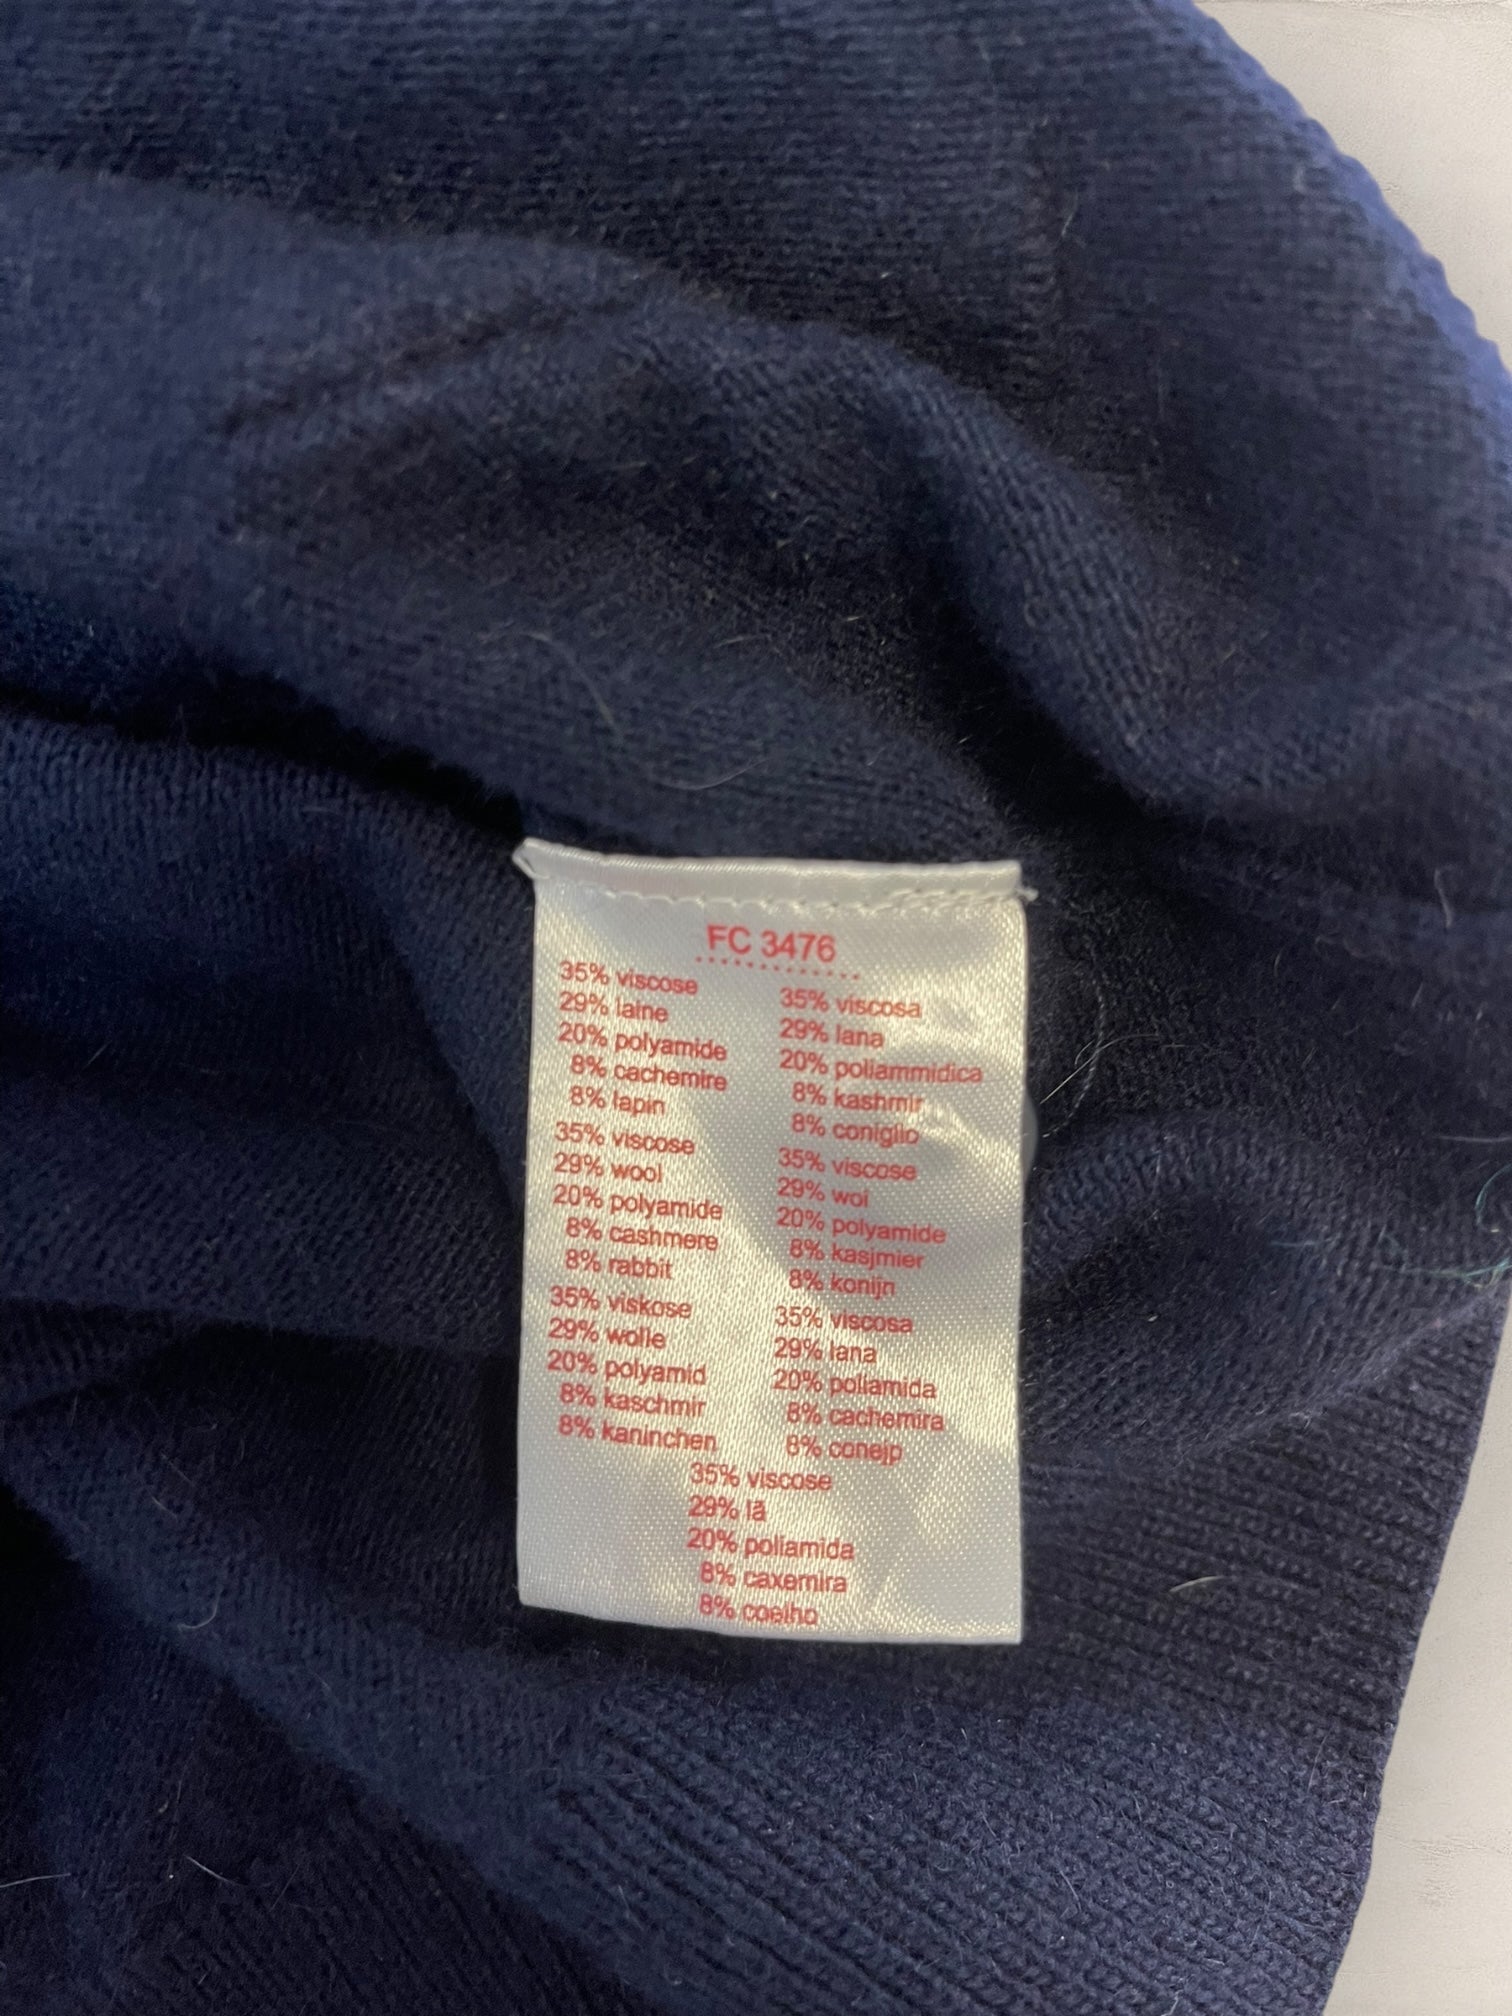 FC 3476
35% viscose
29% laine
20% polyamide
8% cachemire
8% lapin
35% viscose
29% wool
20% polyamide
8% cashmere
8% rabbit
35% viskose
29% wolle
20% polyamid
8% kaschmir
8% kaninchen
35% viscosa
29% lana
20% poliammidica
8% kashmir
8% coniglio
35% viscose
29% wol
20% polyamide
8% kasjmier
8% konijn
35% viscosa
29% lana
20% poliamida
8% cachemira
8% conejp
35% viscose
29% lã
20% poliamida
8% caxemira
8% coelho